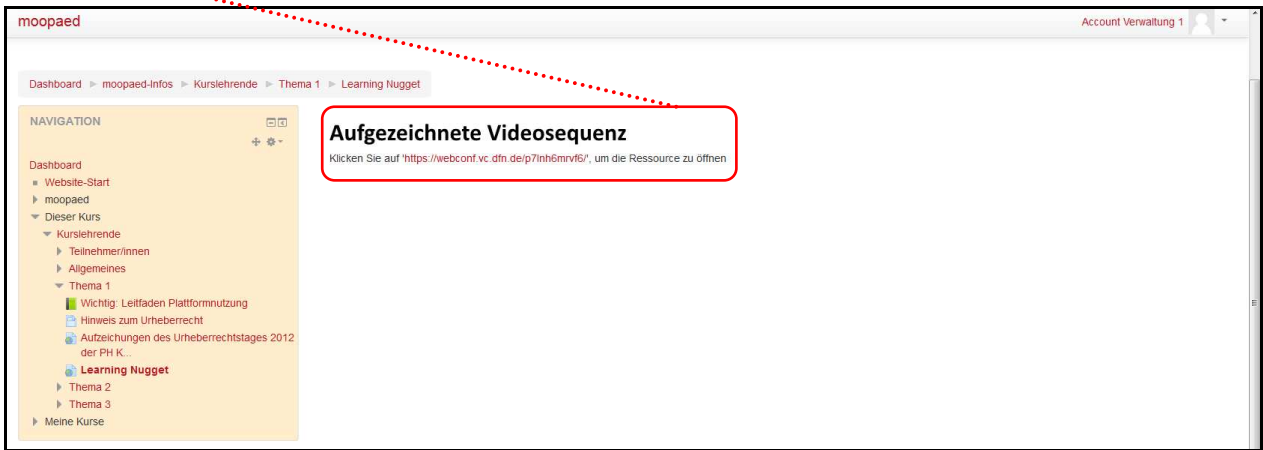 moopaed
Account Verwaltung 1
Dashboard moopaed-Infos Kurslehrende Thema 1 Learning Nugget
NAVIGATION
Dashboard
Website-Start
moopaed
Dieser Kurs
Kurslehrende
Teilnehmer/innen
Allgemeines
Thema 1
Wichtig: Leitfaden Plattformnutzung
Hinweis zum Urheberrecht
Aufzeichungen des Urheberrechtstages 2012
der PH K...
Learning Nugget
Thema 2
Thema 3
Meine Kurse
Aufgezeichnete Videosequenz
Klicken Sie auf 'https://webconf.vc.dfn.de/p7lnh6mrvf6/', um die Ressource zu öffnen